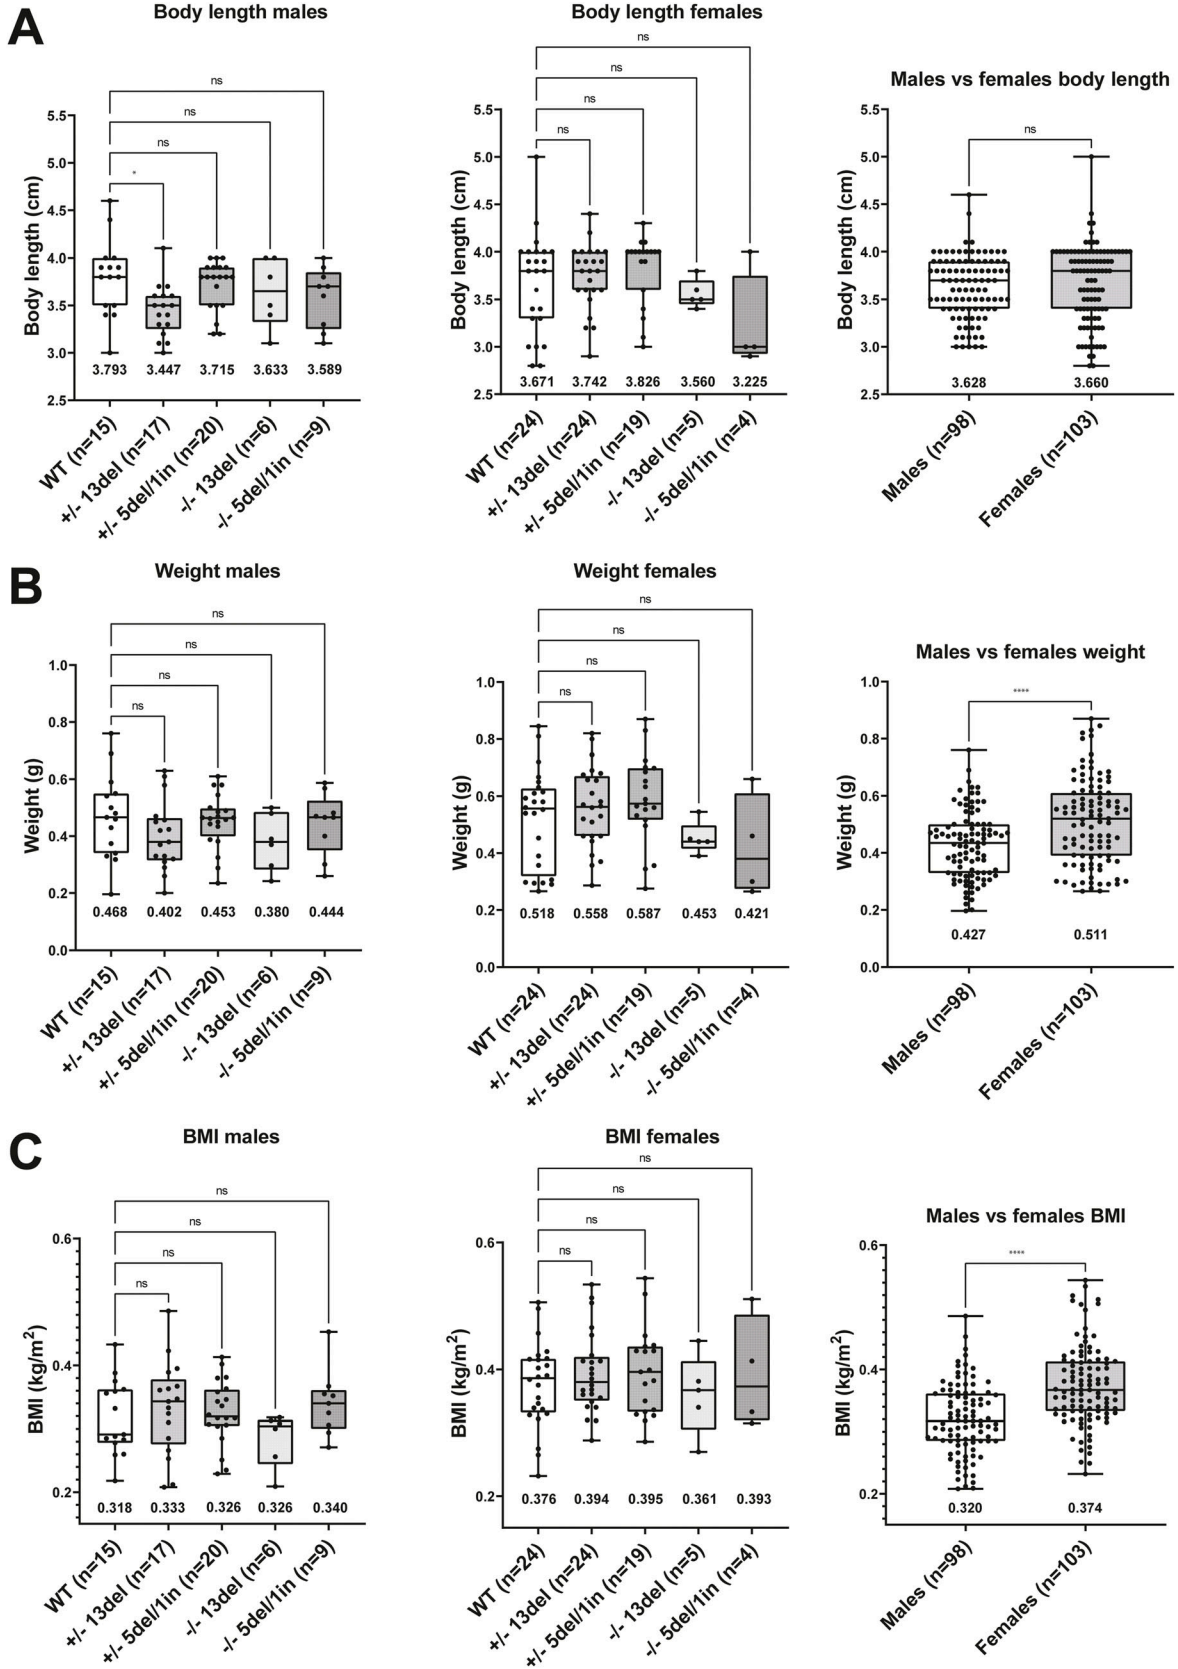 A
Body length males
Body length females
Males vs females body length
ns
ns
ns
*
ns
ns
ns
ns
ns
Body length (cm)
5.5
5.0
4.5
4.0
3.5
3.0
2.5
3.793 3.447 3.715 3.633 3.589
WT (n=15)
+/- 13del (n=17)
+/- 5del/1in (n=20)
-/- 13del (n=6)
-/- 5del/1in (n=9)
Body length (cm)
5.5
5.0
4.5
4.0
3.5
3.0
2.5
3.671 3.742 3.826 3.560 3.225
WT (n=24)
+/- 13del (n=24)
+/- 5del/1in (n=19)
-/- 13del (n=5)
-/- 5del/1in (n=4)
Body length (cm)
5.5
5.0
4.5
4.0
3.5
3.0
2.5
3.628 3.660
Males (n=98)
Females (n=103)
B
Weight males
Weight females
Males vs females weight
ns
ns
ns
ns
ns
ns
ns
ns
****
Weight (g)
1.0
0.8
0.6
0.4
0.2
0.0
0.468 0.402 0.453 0.380 0.444
WT (n=15)
+/- 13del (n=17)
+/- 5del/1in (n=20)
-/- 13del (n=6)
-/- 5del/1in (n=9)
Weight (g)
1.0
0.8
0.6
0.4
0.2
0.0
0.518 0.558 0.587 0.453 0.421
WT (n=24)
+/- 13del (n=24)
+/- 5del/1in (n=19)
-/- 13del (n=5)
-/- 5del/1in (n=4)
Weight (g)
1.0
0.8
0.6
0.4
0.2
0.0
0.427 0.511
Males (n=98)
Females (n=103)
C
BMI males
BMI females
Males vs females BMI
ns
ns
ns
ns
ns
ns
ns
ns
****
BMI (kg/m²)
0.6
0.4
0.2
0.318 0.333 0.326 0.326 0.340
WT (n=15)
+/- 13del (n=17)
+/- 5del/1in (n=20)
-/- 13del (n=6)
-/- 5del/1in (n=9)
BMI (kg/m²)
0.6
0.4
0.2
0.376 0.394 0.395 0.361 0.393
WT (n=24)
+/- 13del (n=24)
+/- 5del/1in (n=19)
-/- 13del (n=5)
-/- 5del/1in (n=4)
BMI (kg/m²)
0.6
0.4
0.2
0.320 0.374
Males (n=98)
Females (n=103)